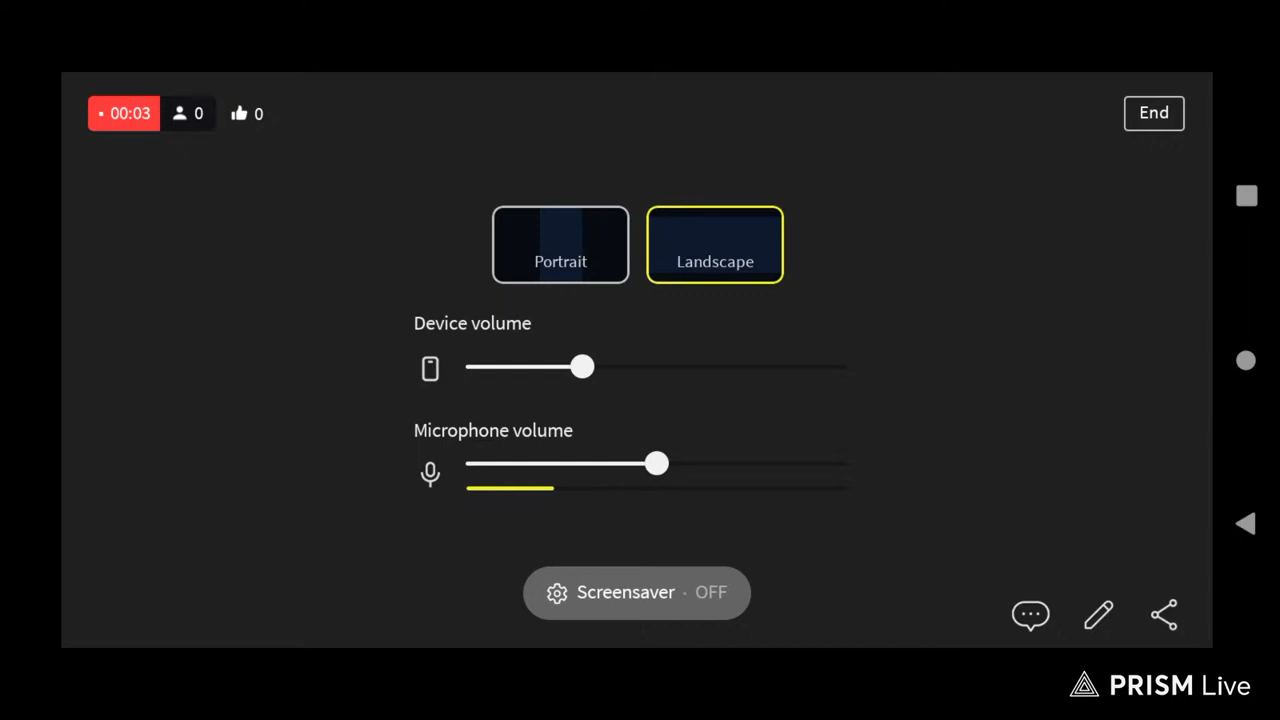 00:03 0 0
End
Portrait Landscape
Device volume
Microphone volume
Screensaver · OFF
PRISM Live